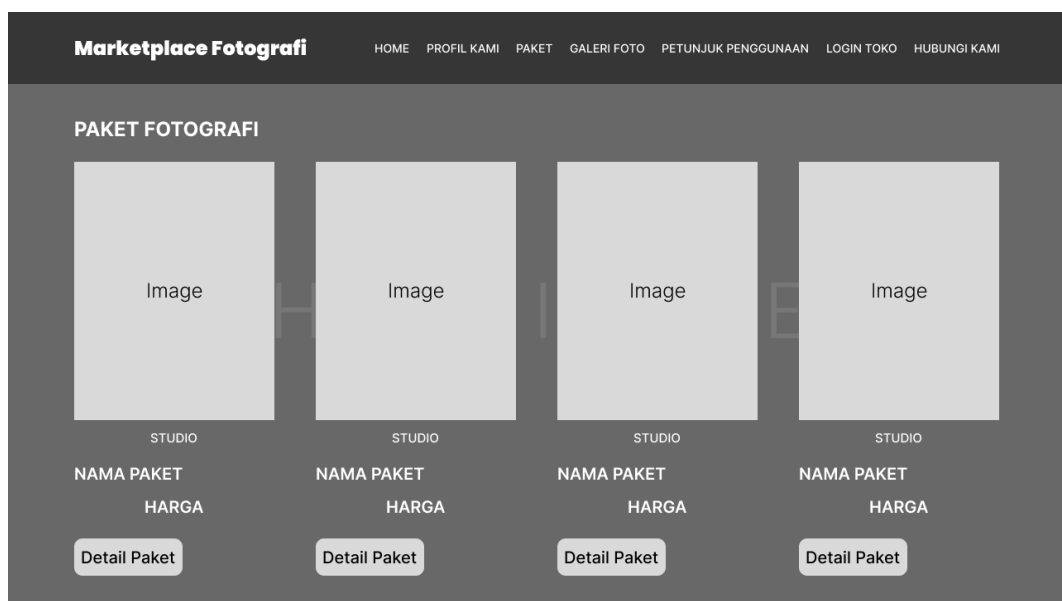 Marketplace Fotografi
HOME PROFIL KAMI PAKET GALERI FOTO PETUNJUK PENGGUNAAN LOGIN TOKO HUBUNGI KAMI
PAKET FOTOGRAFI
Image Image Image Image
STUDIO STUDIO STUDIO STUDIO
NAMA PAKET NAMA PAKET NAMA PAKET NAMA PAKET
HARGA HARGA HARGA HARGA
Detail Paket Detail Paket Detail Paket Detail Paket